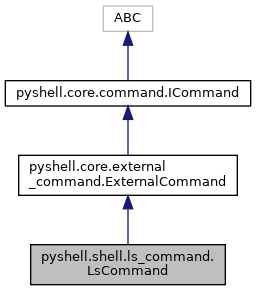 ABC
pyshell.core.command.ICommand
pyshell.core.external
_command.ExternalCommand
pyshell.shell.ls_command.
LsCommand